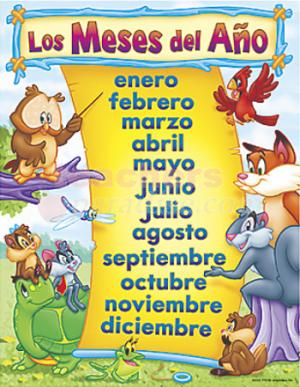 Los Meses del Año
enero
febrero
marzo
abril
mayo
junio
julio
agosto
septiembre
octubre
noviembre
diciembre